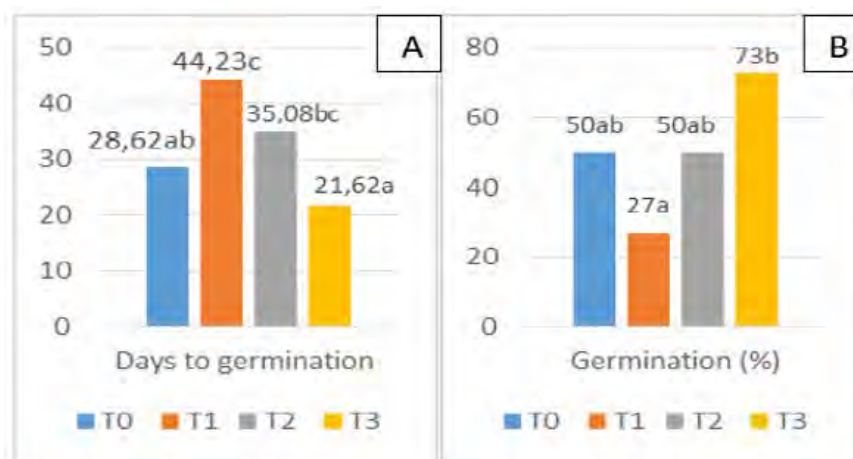 A
50
40
30
20
10
0
28,62ab
44,23c
35,08bc
21,62a
Days to germination
T0 T1 T2 T3
B
80
60
40
20
0
50ab
27a
50ab
73b
Germination (%)
T0 T1 T2 T3